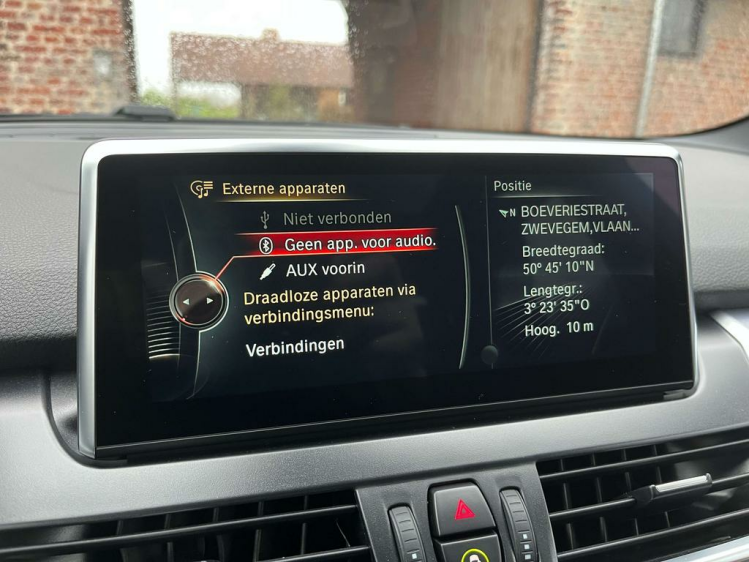 Externe apparaten
Niet verbonden
Geen app. voor audio.
AUX voorin
Draadloze apparaten via
verbindingsmenu:
Verbindingen
Positie
N BOEVERIESTRAAT,
ZWEVEGEM,VLAAN...
Breedtegraad:
50° 45' 10"N
Lengtegr.:
3° 23' 35"O
Hoog. 10 m